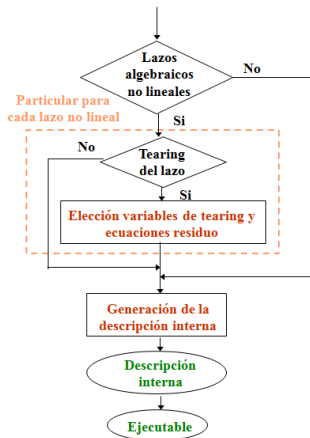 Lazos
algebraicos
no lineales
No
Particular para
cada lazo no lineal
Si
No
Tearing
del lazo
Si
Elección variables de tearing y
ecuaciones residuo
Generación de la
descripción interna
Descripción
interna
Ejecutable